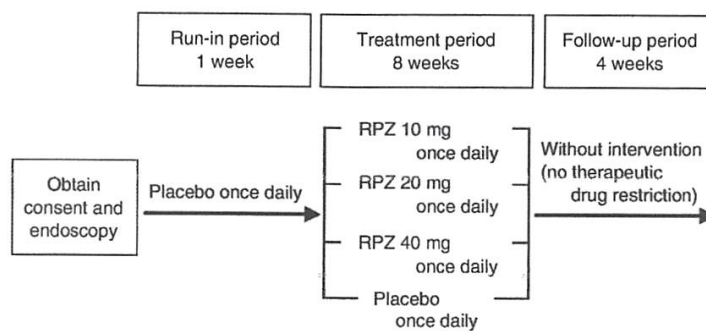 Run-in period
1 week
Treatment period
8 weeks
Follow-up period
4 weeks
Obtain
consent and
endoscopy
Placebo once daily
RPZ 10 mg
once daily
RPZ 20 mg
once daily
RPZ 40 mg
once daily
Placebo
once daily
Without intervention
(no therapeutic
drug restriction)